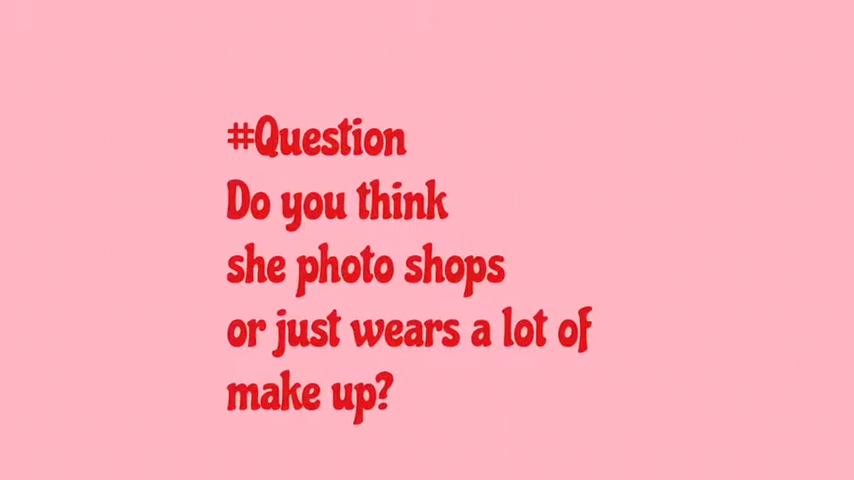 #Question
Do you think
she photo shops
or just wears a lot of
make up?